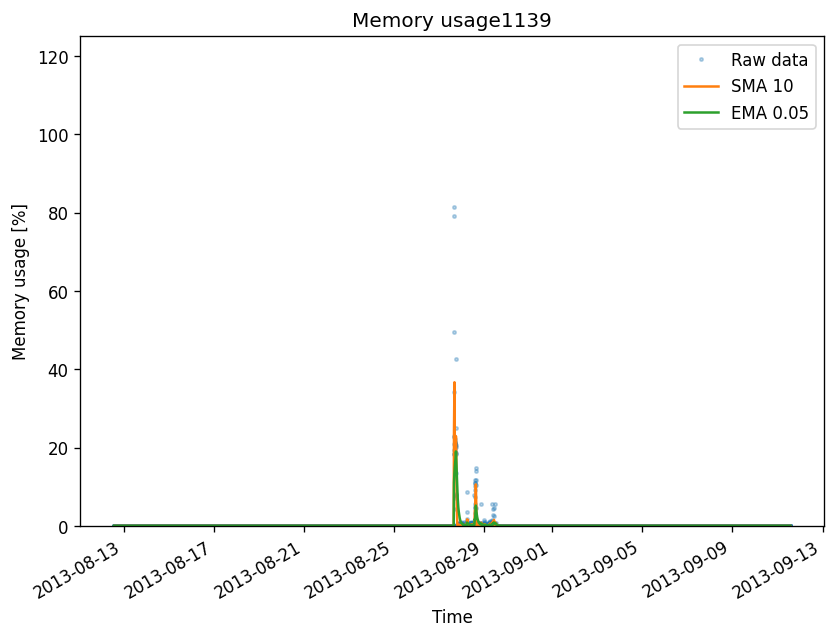 Memory usage1139
Raw data
SMA 10
EMA 0.05
120
100
80
60
40
20
0
Memory usage [%]
2013-08-13
2013-08-17
2013-08-21
2013-08-25
2013-08-29
2013-09-01
2013-09-05
2013-09-09
2013-09-13
Time